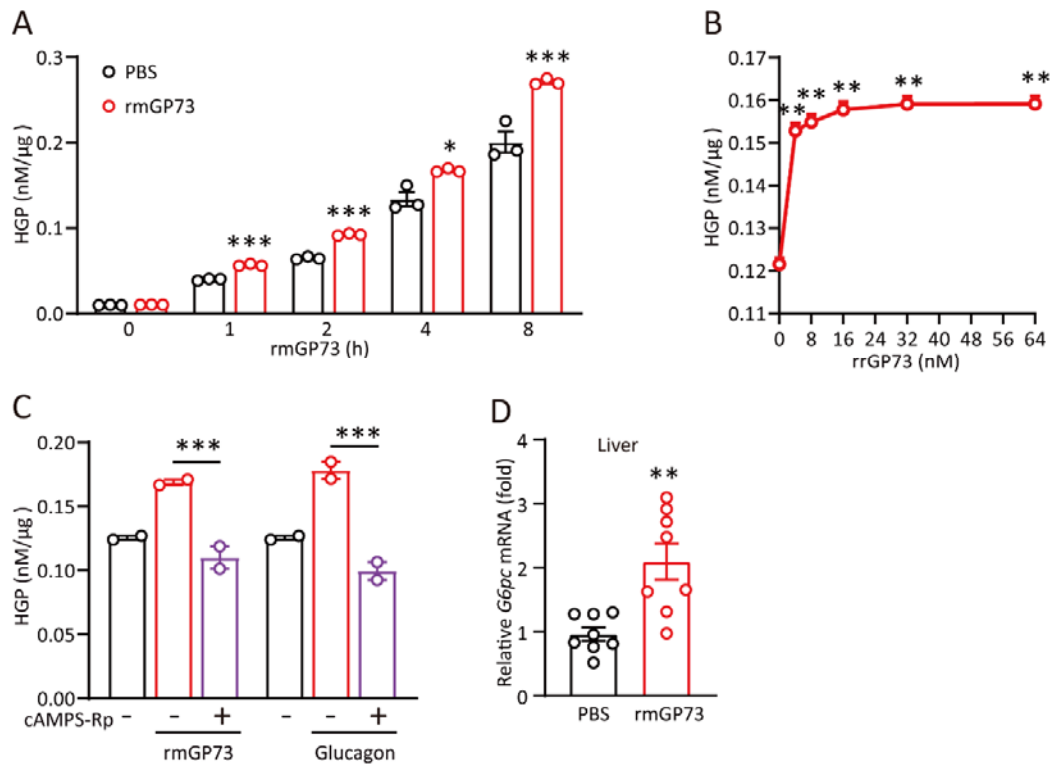 A
PBS
rmGP73
HGP (nM/µg)
0.3
0.2
0.1
0.0
***
***
*
***
0 1 2 4 8
rmGP73 (h)
B
HGP (nM/µg)
0.17
0.16
0.15
0.14
0.13
0.12
0.11
** ** ** ** **
0 8 16 24 32 40 48 56 64
rrGP73 (nM)
C
HGP (nM/µg)
0.20
0.15
0.10
0.05
0.00
*** ***
cAMPS-Rp - - + - - +
rmGP73 Glucagon
D
Liver
Relative G6pc mRNA (fold)
4
3
2
1
0
**
PBS rmGP73